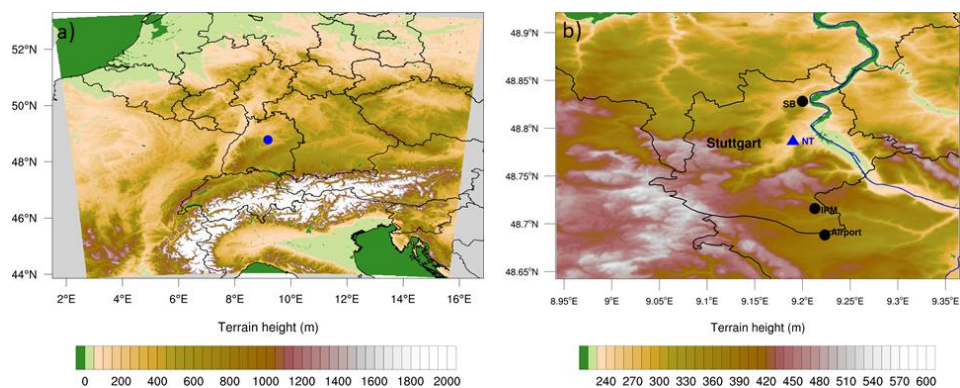 a)
52°N
50°N
48°N
46°N
44°N
2°E 4°E 6°E 8°E 10°E 12°E 14°E 16°E
Terrain height (m)
0 200 400 600 800 1000 1400 1600 2000
b)
48.9°N
48.85°N
48.8°N
48.75°N
48.7°N
48.65°N
SB
Stuttgart
NT
IPM
Airport
8.95°E 9°E 9.05°E 9.1°E 9.15°E 9.2°E 9.25°E 9.3°E 9.35°E
Terrain height (m)
240 270 300 330 360 390 420 460 480 510 540 570 600